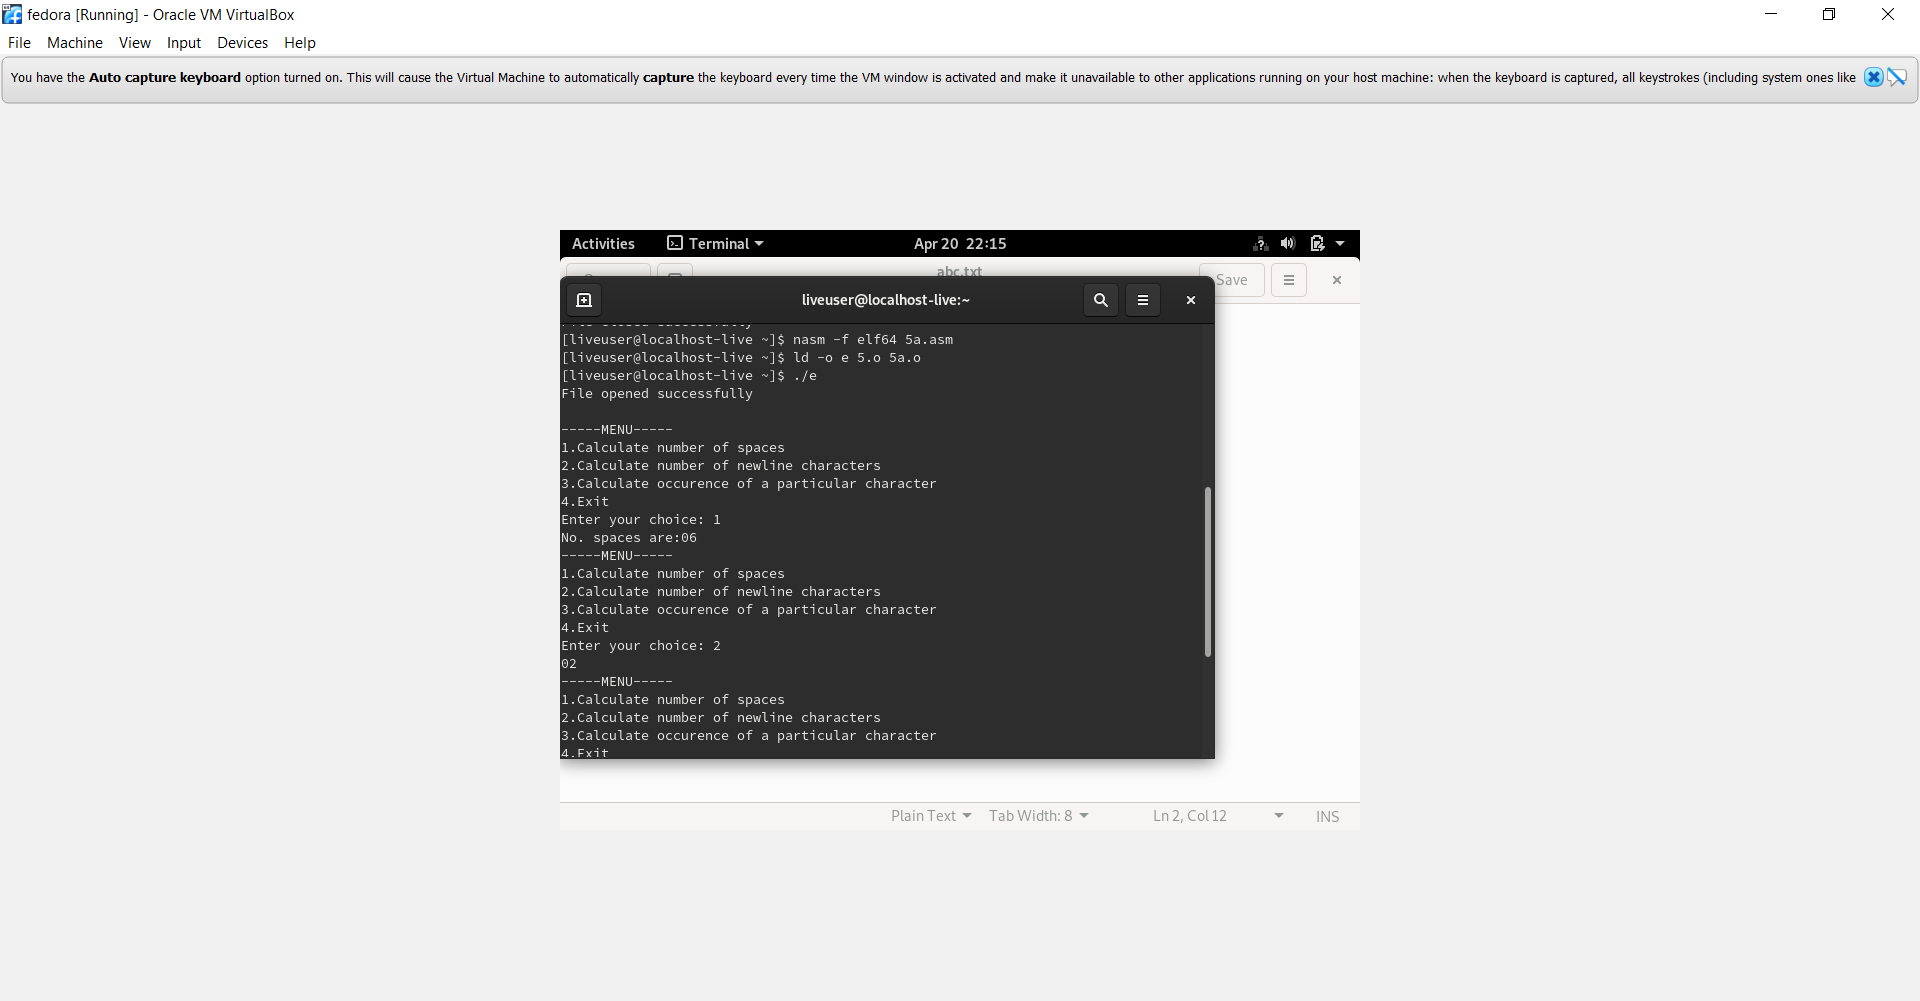 fedora [Running] - Oracle VM VirtualBox
File Machine View Input Devices Help
You have the Auto capture keyboard option turned on. This will cause the Virtual Machine to automatically capture the keyboard every time the VM window is activated and make it unavailable to other applications running on your host machine: when the keyboard is captured, all keystrokes (including system ones like
Activities Terminal Apr 20 22:15
abc.txt
Save
liveuser@localhost-live:~
[liveuser@localhost-live ~]$ nasm -f elf64 5a.asm
[liveuser@localhost-live ~]$ ld -o e 5.o 5a.o
[liveuser@localhost-live ~]$ ./e
File opened successfully
-----MENU-----
1.Calculate number of spaces
2.Calculate number of newline characters
3.Calculate occurence of a particular character
4.Exit
Enter your choice: 1
No. spaces are:06
-----MENU-----
1.Calculate number of spaces
2.Calculate number of newline characters
3.Calculate occurence of a particular character
4.Exit
Enter your choice: 2
02
-----MENU-----
1.Calculate number of spaces
2.Calculate number of newline characters
3.Calculate occurence of a particular character
4.Exit
Plain Text Tab Width: 8 Ln 2, Col 12 INS